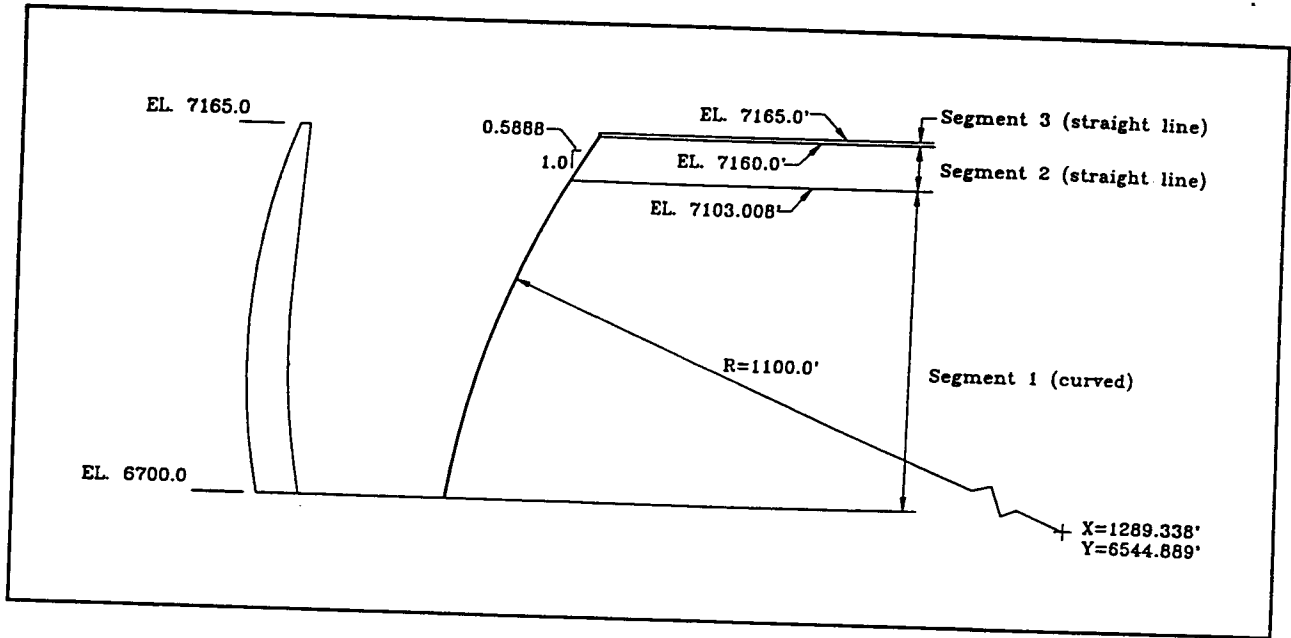 EL. 7165.0
0.5888
1.0
EL. 7165.0'
EL. 7160.0'
EL. 7103.008'
Segment 3 (straight line)
Segment 2 (straight line)
R=1100.0'
Segment 1 (curved)
EL. 6700.0
X=1289.338'
Y=6544.889'